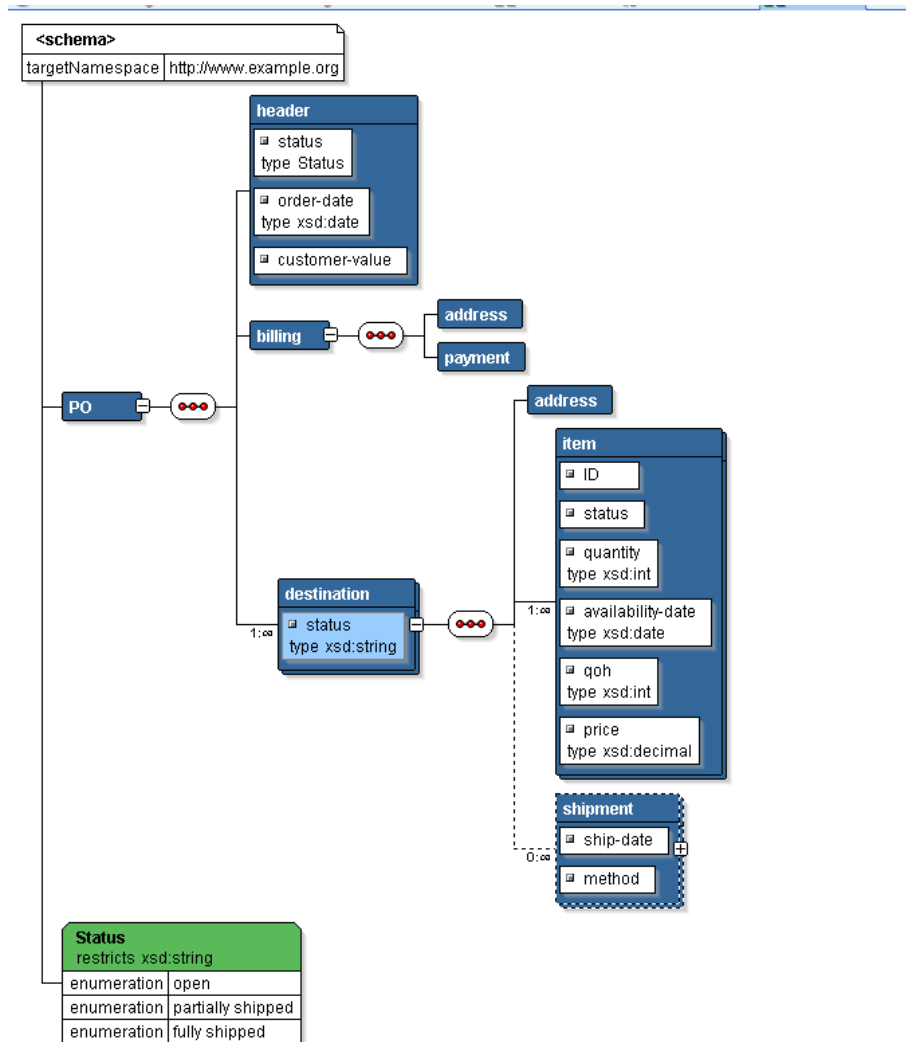 <schema>
targetNamespace http://www.example.org
header
status
type Status
order-date
type xsd:date
customer-value
billing
address
payment
PO
address
item
ID
status
quantity
type xsd:int
1:∞
availability-date
type xsd:date
qoh
type xsd:int
price
type xsd:decimal
destination
status
type xsd:string
1:∞
shipment
ship-date
0:∞
method
Status
restricts xsd:string
enumeration open
enumeration partially shipped
enumeration fully shipped